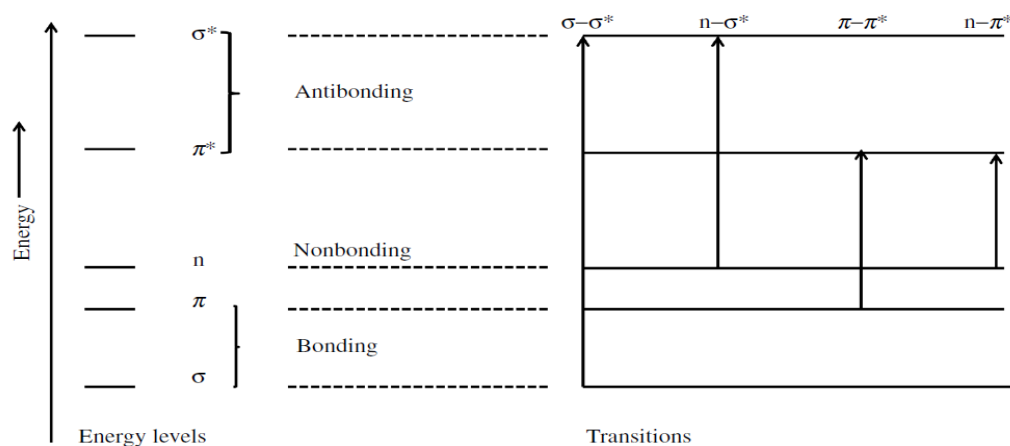 σ–σ* n–σ* π–π* n–π*
σ*
Antibonding
π*
Energy
Nonbonding
n
π
Bonding
σ
Energy levels Transitions